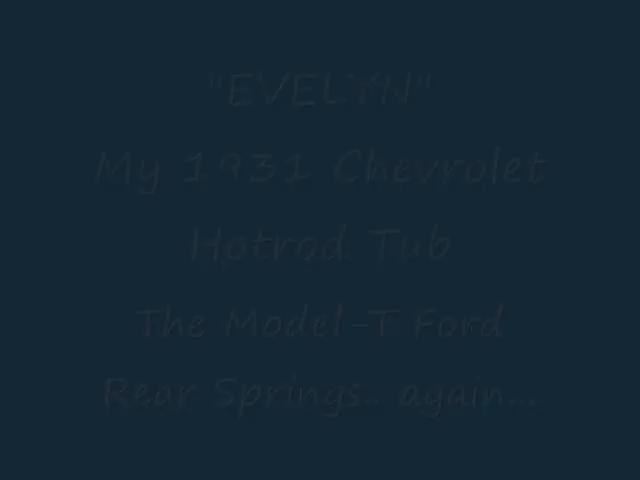 "EVELYN"
My 1931 Chevrolet
Hotrod Tub
The Model-T Ford
Rear Springs.. again...